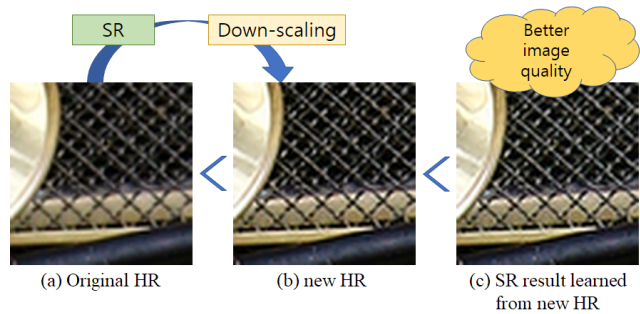 SR
Down-scaling
Better
image
quality
(a) Original HR
(b) new HR
(c) SR result learned
from new HR